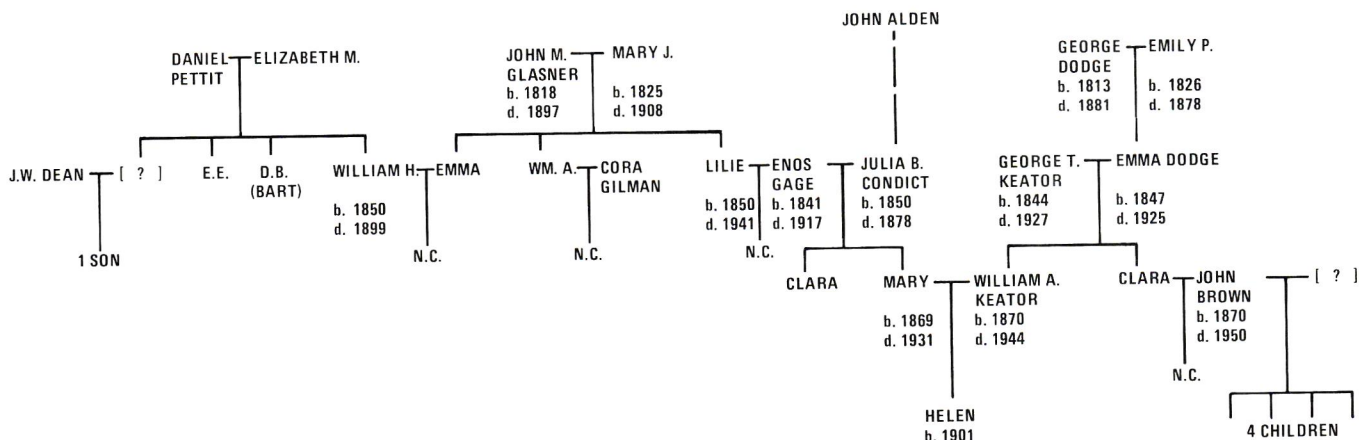 JOHN ALDEN
DANIEL PETTIT
ELIZABETH M.
JOHN M. GLASNER
b. 1818
d. 1897
MARY J.
b. 1825
d. 1908
GEORGE DODGE
b. 1813
d. 1881
EMILY P.
b. 1826
d. 1878
J.W. DEAN
[ ? ]
E.E.
D.B.
(BART)
WILLIAM H.
b. 1850
d. 1899
EMMA
WM. A.
CORA
GILMAN
LILIE
b. 1850
d. 1941
ENOS
GAGE
b. 1841
d. 1917
JULIA B.
CONDICT
b. 1850
d. 1878
GEORGE T.
KEATOR
b. 1844
d. 1927
EMMA DODGE
b. 1847
d. 1925
1 SON
N.C.
N.C.
N.C.
CLARA
MARY
b. 1869
d. 1931
WILLIAM A.
KEATOR
b. 1870
d. 1944
CLARA
JOHN
BROWN
b. 1870
d. 1950
[ ? ]
N.C.
HELEN
b. 1901
4 CHILDREN